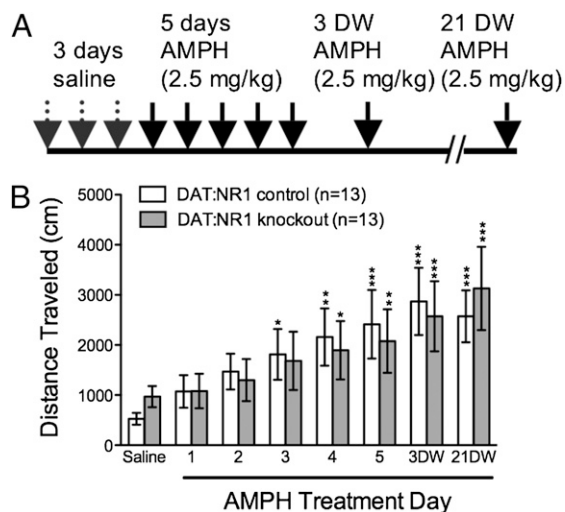 A
3 days
saline
5 days
AMPH
(2.5 mg/kg)
3 DW
AMPH
(2.5 mg/kg)
21 DW
AMPH
(2.5 mg/kg)
B
Distance Traveled (cm)
5000
4000
3000
2000
1000
0
DAT:NR1 control (n=13)
DAT:NR1 knockout (n=13)
* ** * *** ** *** *** *** ***
Saline 1 2 3 4 5 3DW 21DW
AMPH Treatment Day